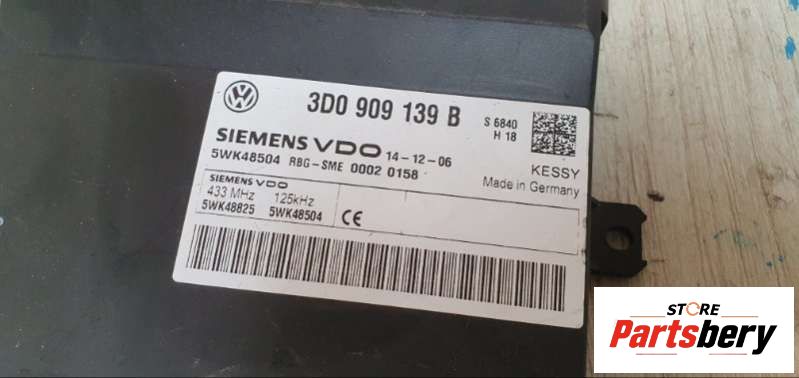 3D0 909 139 B
S 6840
H 18
SIEMENS VDO 14-12-06
5WK48504 RBG-SME 0002 0158
KESSY
Made in Germany
SIEMENS VDO
433 MHz 125kHz
5WK48825 5WK48504
CE
STORE
Partsbery